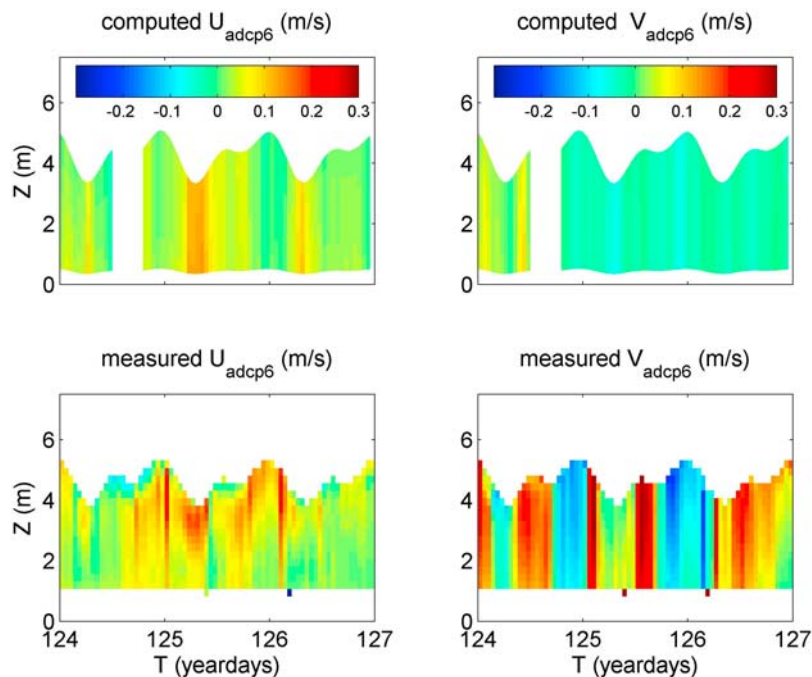 computed U_adcp6 (m/s)
computed V_adcp6 (m/s)
-0.2 -0.1 0 0.1 0.2 0.3
-0.2 -0.1 0 0.1 0.2 0.3
6
4
2
0
Z (m)
6
4
2
0
measured U_adcp6 (m/s)
measured V_adcp6 (m/s)
6
4
2
0
Z (m)
124 125 126 127
T (yeardays)
6
4
2
0
124 125 126 127
T (yeardays)